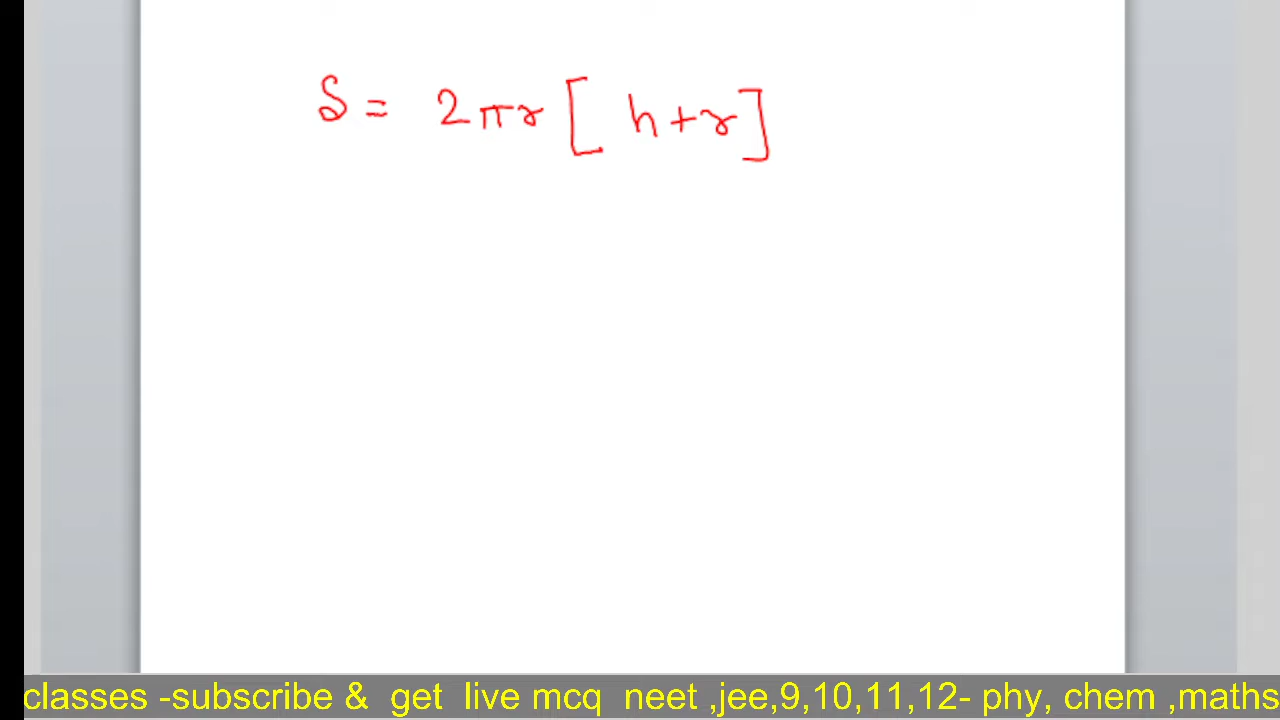 S = 2πr [ h+r ]
classes -subscribe & get live mcq neet ,jee,9,10,11,12- phy, chem ,maths